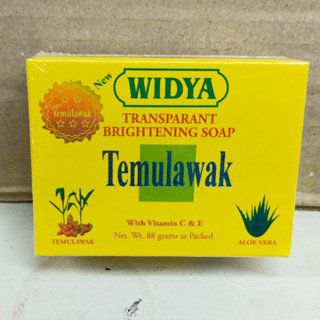 New
WIDYA
temulawak
TRANSPARANT
BRIGHTENING SOAP
Temulawak
With Vitamin C & E
Net. Wt. 88 grams as Packed
TEMULAWAK
ALOE VERA